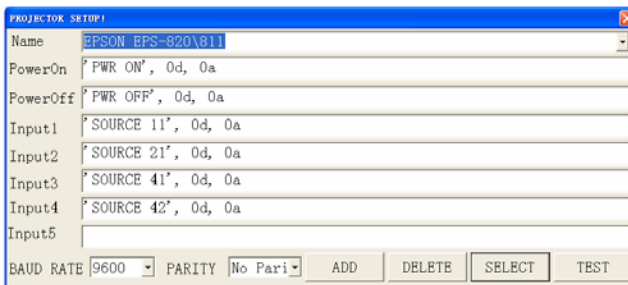 PROJECTOR SETUP!
Name EPSON EPS-820\811
PowerOn 'PWR ON', 0d, 0a
PowerOff 'PWR OFF', 0d, 0a
Input1 'SOURCE 11', 0d, 0a
Input2 'SOURCE 21', 0d, 0a
Input3 'SOURCE 41', 0d, 0a
Input4 'SOURCE 42', 0d, 0a
Input5
BAUD RATE 9600 PARITY No Pari ADD DELETE SELECT TEST